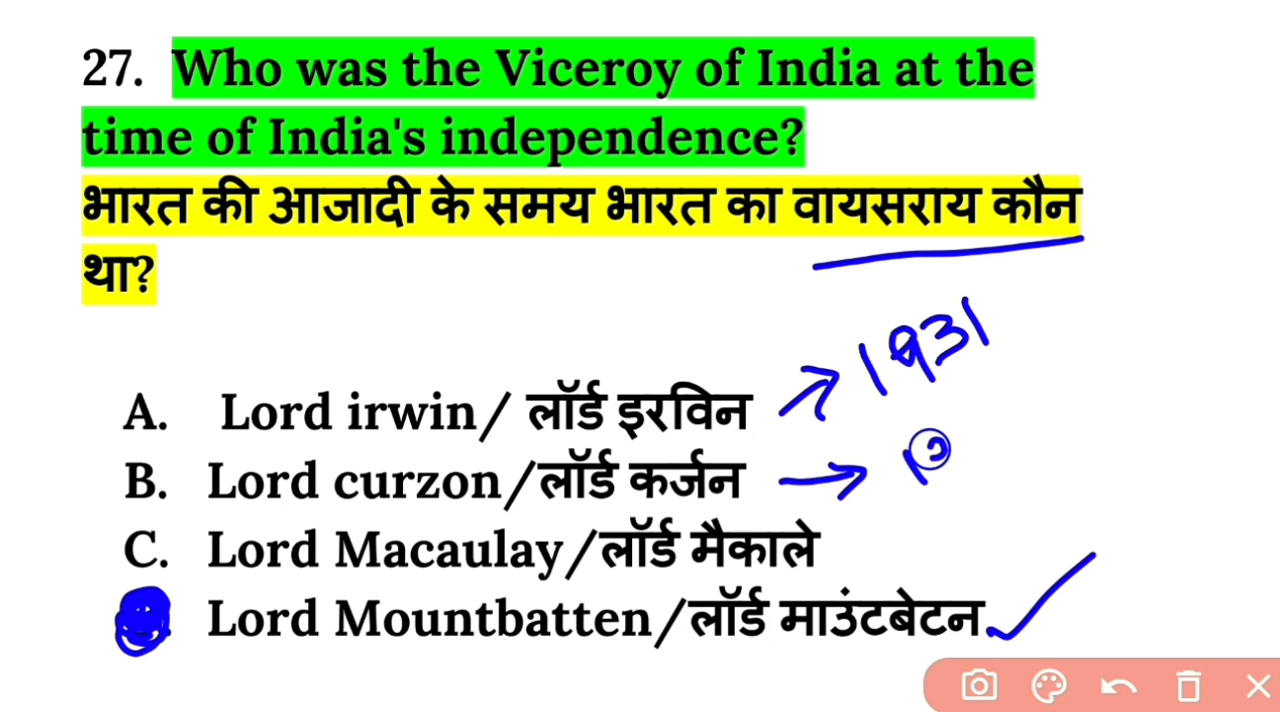 27. Who was the Viceroy of India at the
time of India's independence?
भारत की आजादी के समय भारत का वायसराय कौन
था?
1931
A. Lord irwin/ लॉर्ड इरविन
B. Lord curzon/लॉर्ड कर्जन
C. Lord Macaulay/लॉर्ड मैकाले
Lord Mountbatten/लॉर्ड माउंटबेटन